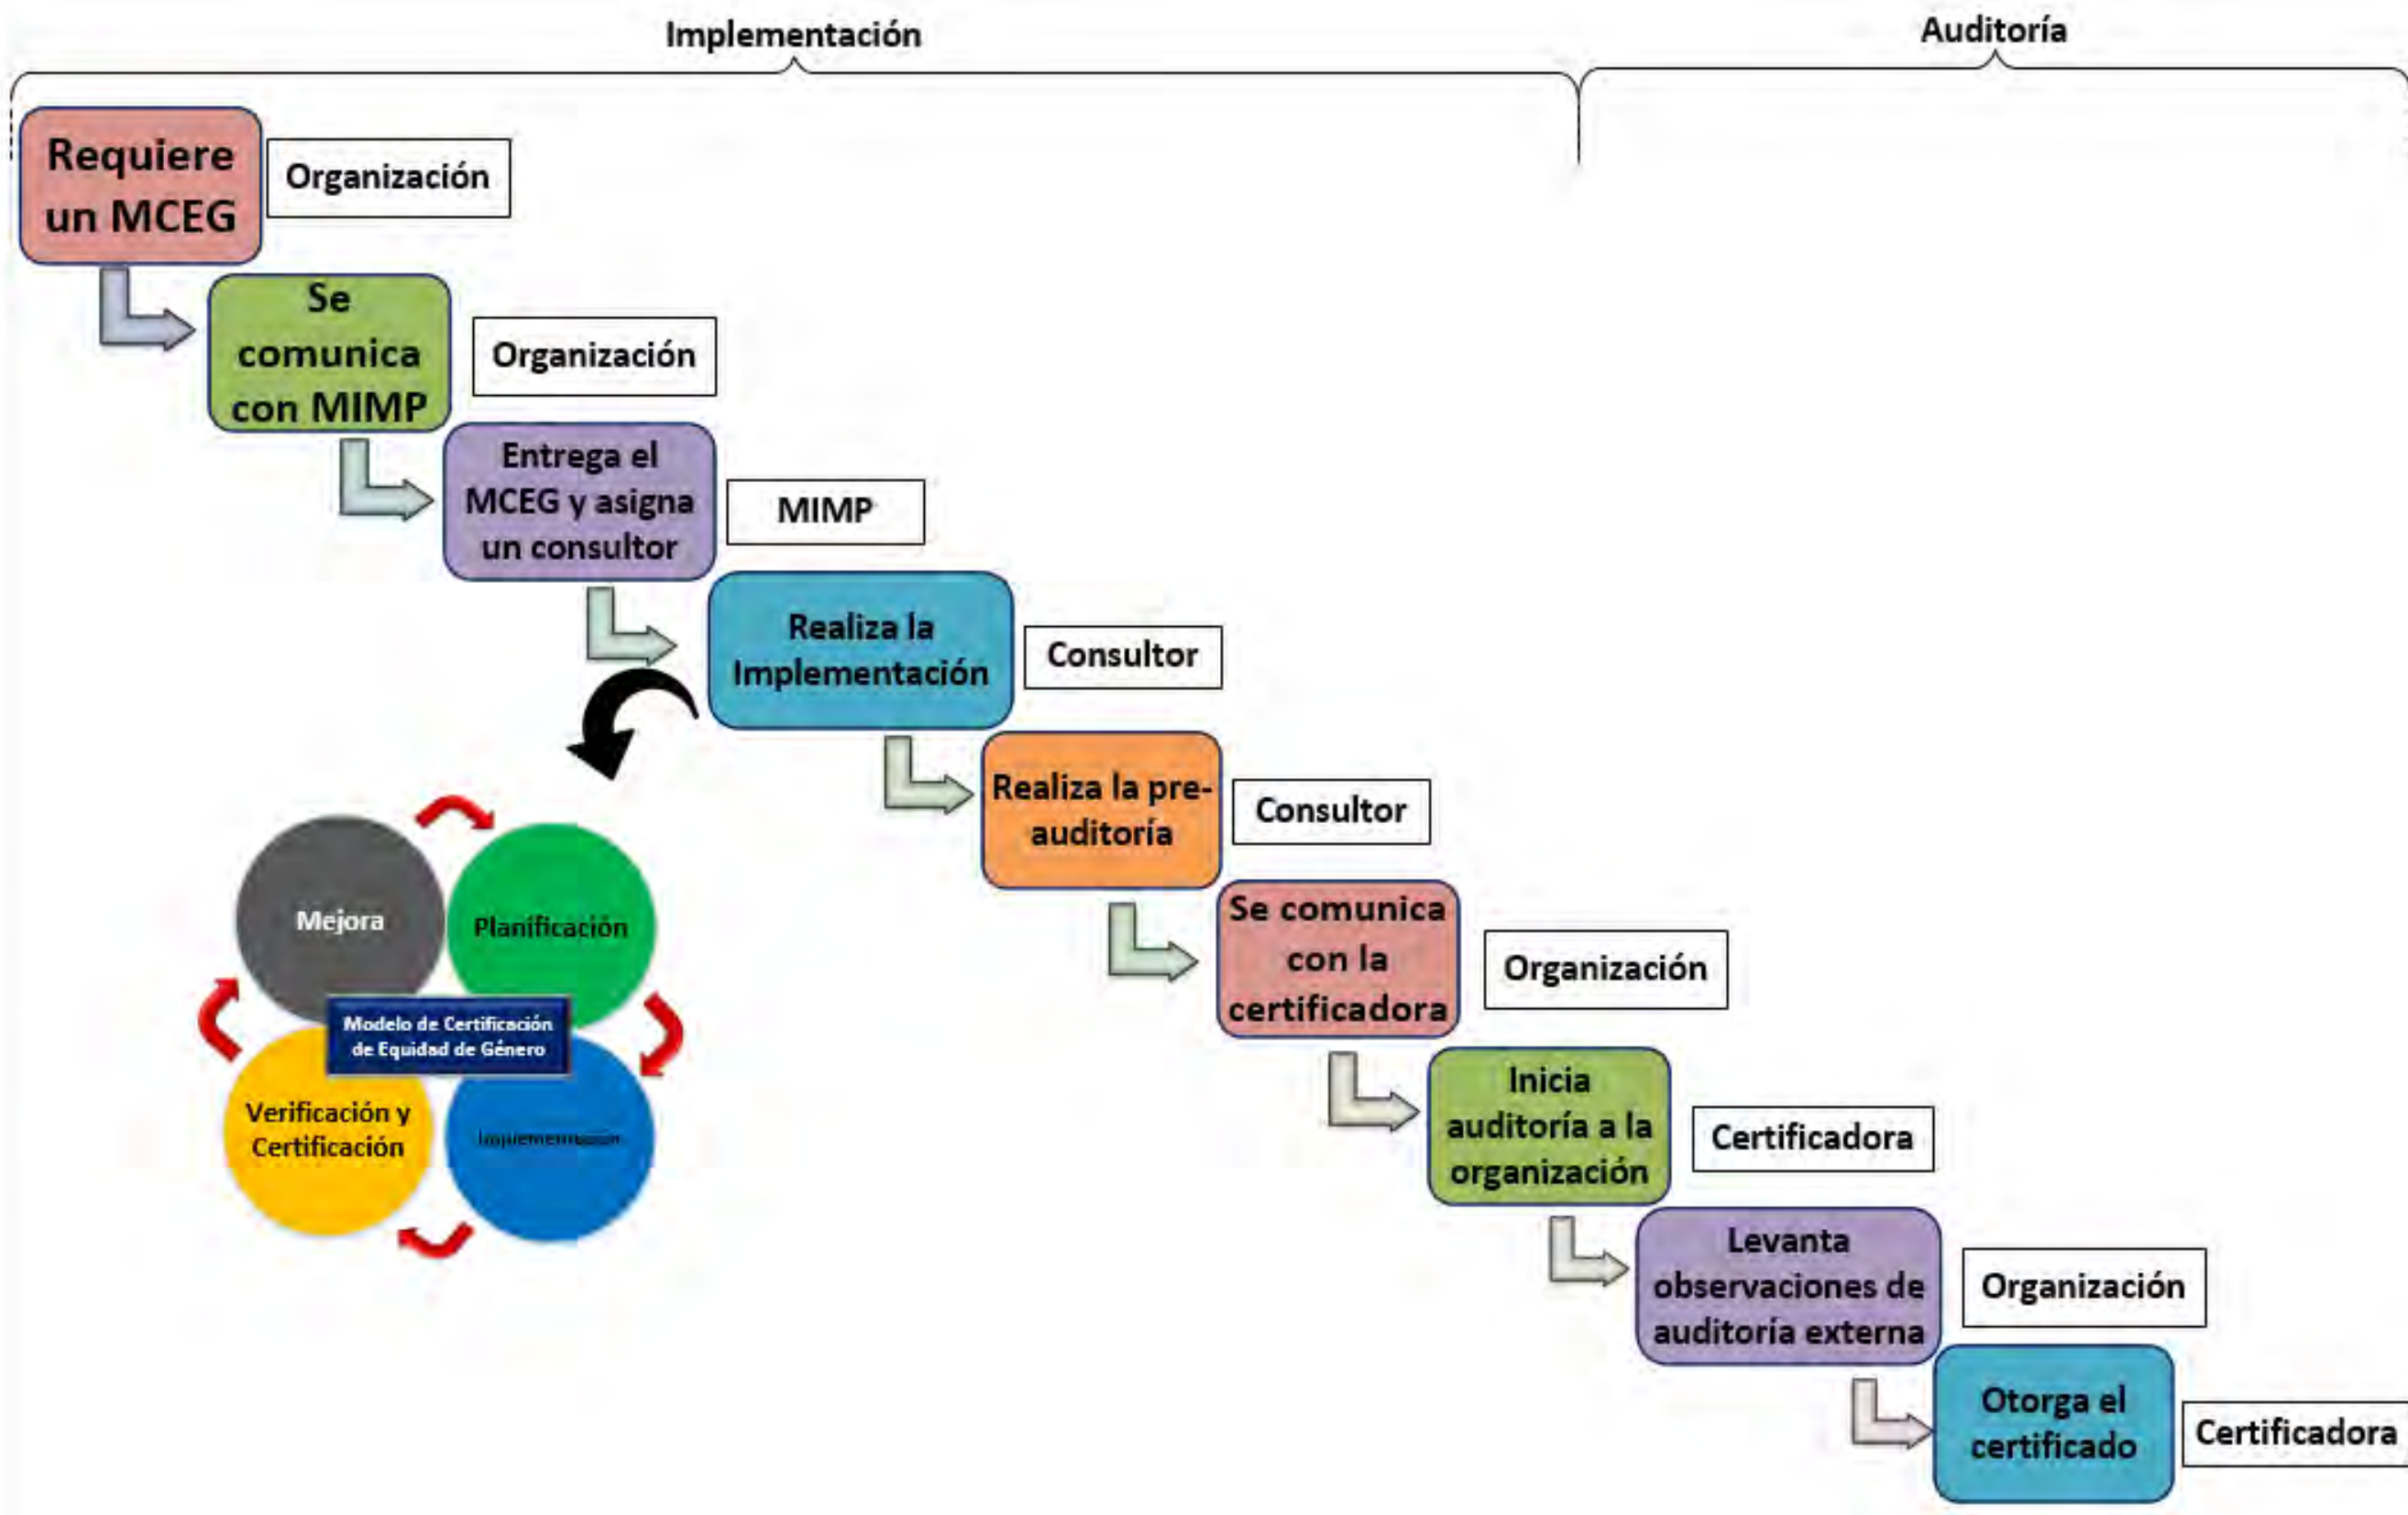 Implementación
Auditoría
Requiere
un MCEG
Organización
Se
comunica
con MIMP
Organización
Entrega el
MCEG y asigna
un consultor
MIMP
Realiza la
Implementación
Consultor
Realiza la pre-
auditoría
Consultor
Se comunica
con la
certificadora
Organización
Inicia
auditoría a la
organización
Certificadora
Levanta
observaciones de
auditoría externa
Organización
Otorga el
certificado
Certificadora
Mejora
Planificación
Modelo de Certificación
de Equidad de Género
Verificación y
Certificación
Implementación